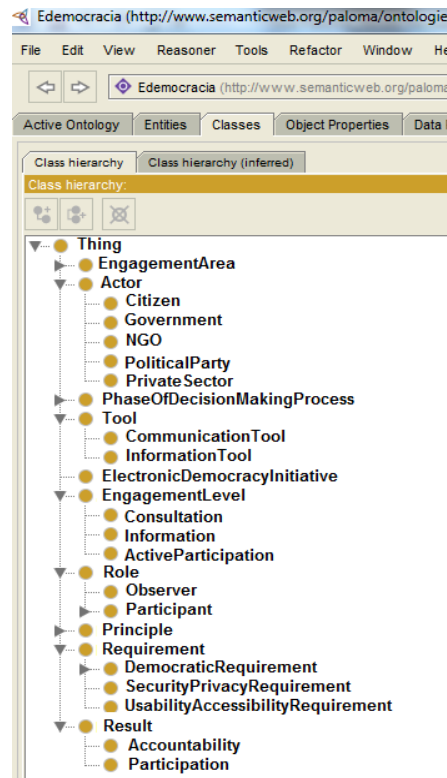 Edemocracia (http://www.semanticweb.org/paloma/ontologie
File Edit View Reasoner Tools Refactor Window He
Edemocracia (http://www.semanticweb.org/paloma
Active Ontology Entities Classes Object Properties Data
Class hierarchy Class hierarchy (inferred)
Class hierarchy:
Thing
EngagementArea
Actor
Citizen
Government
NGO
PoliticalParty
PrivateSector
PhaseOfDecisionMakingProcess
Tool
CommunicationTool
InformationTool
ElectronicDemocracyInitiative
EngagementLevel
Consultation
Information
ActiveParticipation
Role
Observer
Participant
Principle
Requirement
DemocraticRequirement
SecurityPrivacyRequirement
UsabilityAccessibilityRequirement
Result
Accountability
Participation